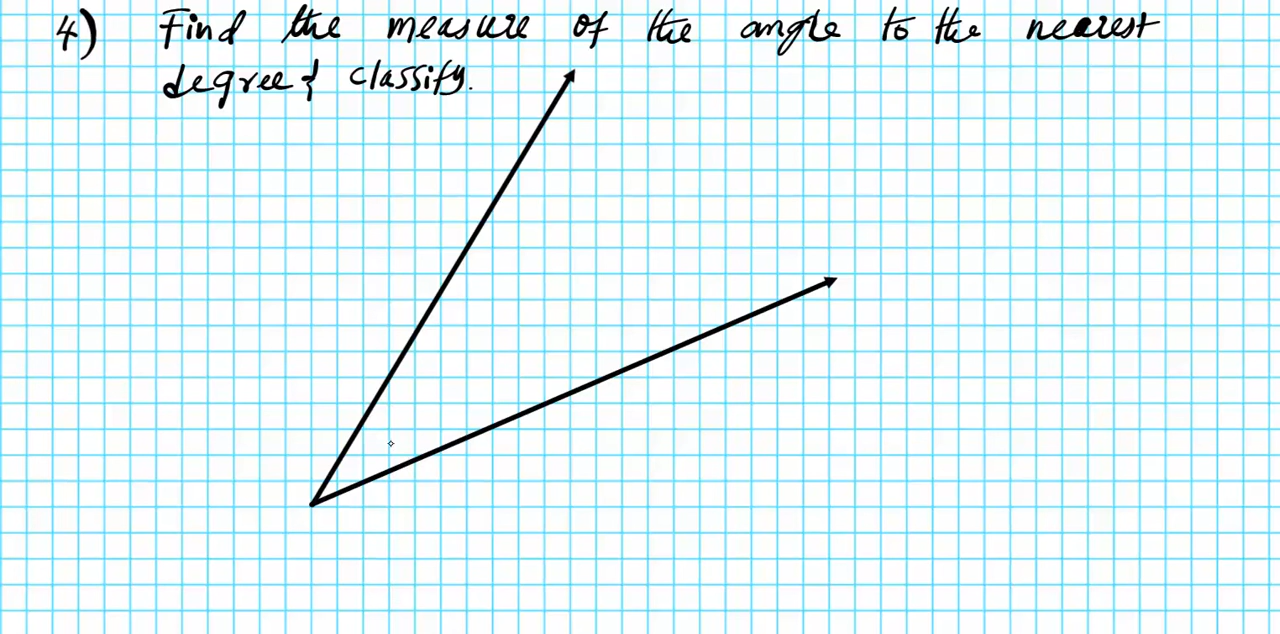 4) Find the measure of the angle to the nearest
degree & classify.